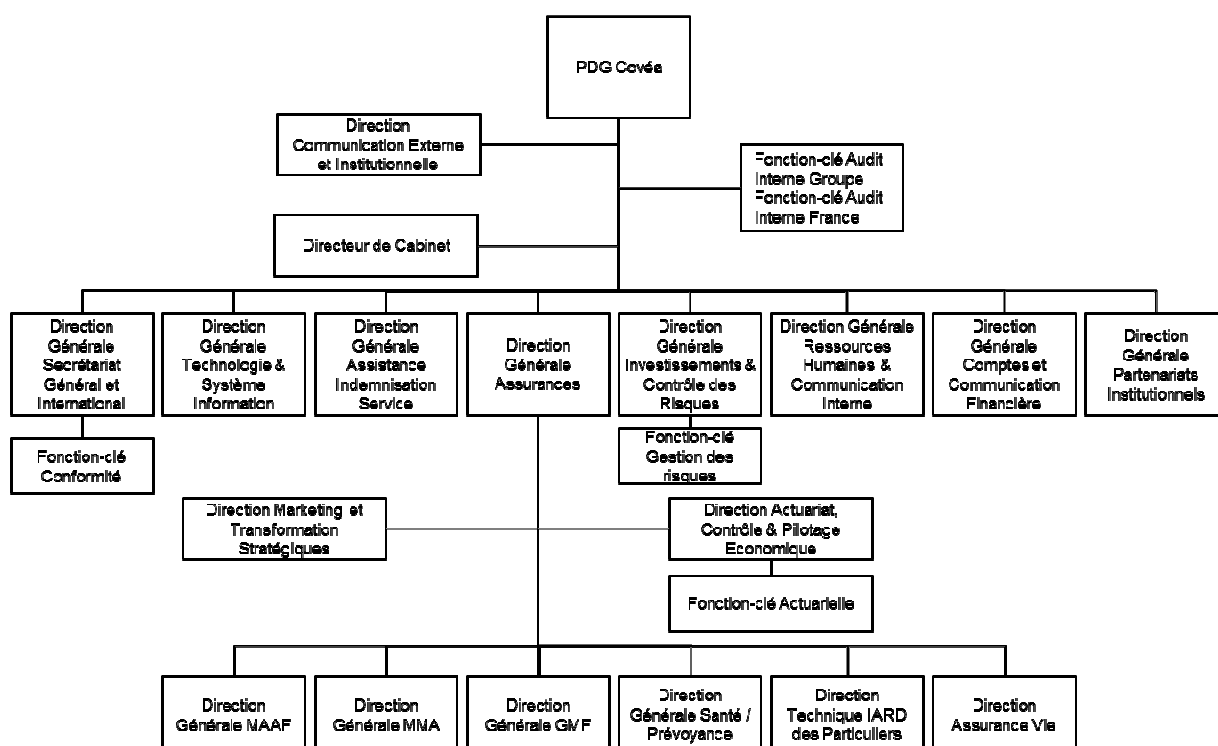 PDG Covéa
Direction
Communication Externe
et Institutionnelle
Fonction-clé Audit
Interne Groupe
Fonction-clé Audit
Interne France
Directeur de Cabinet
Direction
Générale
Secrétariat
Général et
International
Direction
Générale
Technologie &
Système
Information
Direction
Générale
Assistance
Indemnisation
Service
Direction
Générale
Assurances
Direction
Générale
Investissements &
Contrôle des
Risques
Direction Générale
Ressources
Humaines &
Communication
Interne
Direction
Générale
Comptes et
Communication
Financière
Direction
Générale
Partenariats
Institutionnels
Fonction-clé
Conformité
Fonction-clé
Gestion des
risques
Direction Marketing et
Transformation
Stratégiques
Direction Actuariat,
Contrôle & Pilotage
Economique
Fonction-clé Actuarielle
Direction
Générale MAAF
Direction
Générale MMA
Direction
Générale GMF
Direction
Générale Santé /
Prévoyance
Direction
Technique IARD
des Particuliers
Direction
Assurance Vie